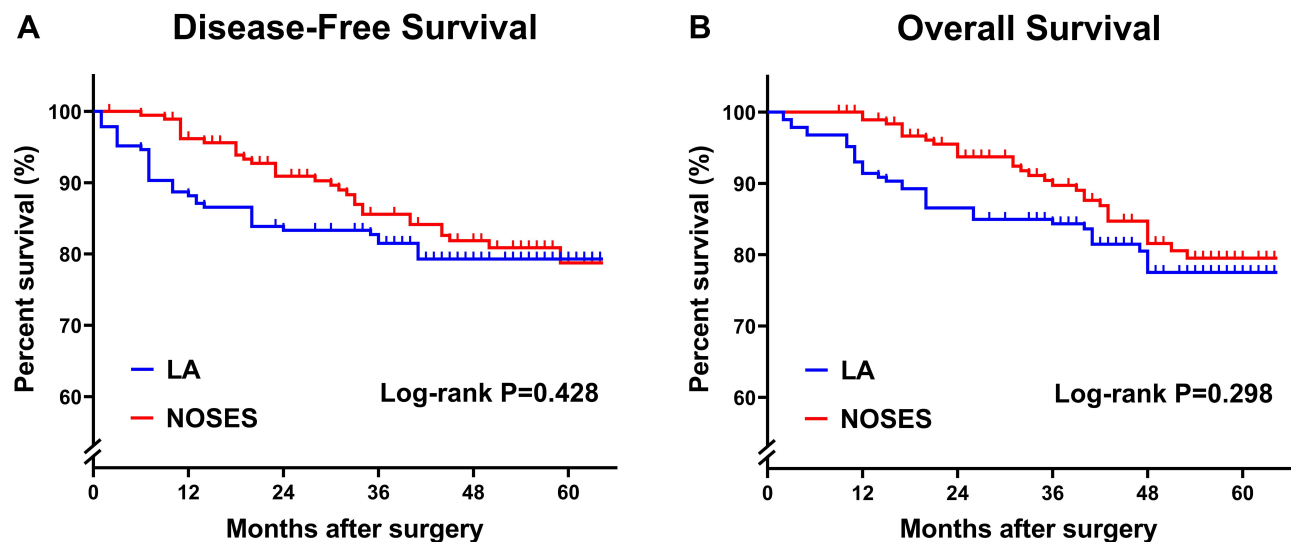 A
Disease-Free Survival
Percent survival (%)
100
90
80
70
60
LA
NOSES
Log-rank P=0.428
0 12 24 36 48 60
Months after surgery
B
Overall Survival
Percent survival (%)
100
90
80
70
60
LA
NOSES
Log-rank P=0.298
0 12 24 36 48 60
Months after surgery